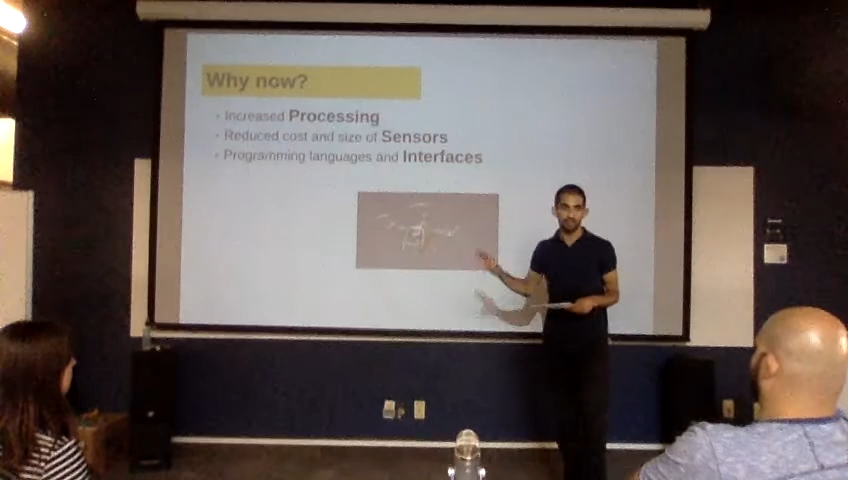 Why now?
- Increased Processing
- Reduced cost and size of Sensors
- Programming languages and Interfaces